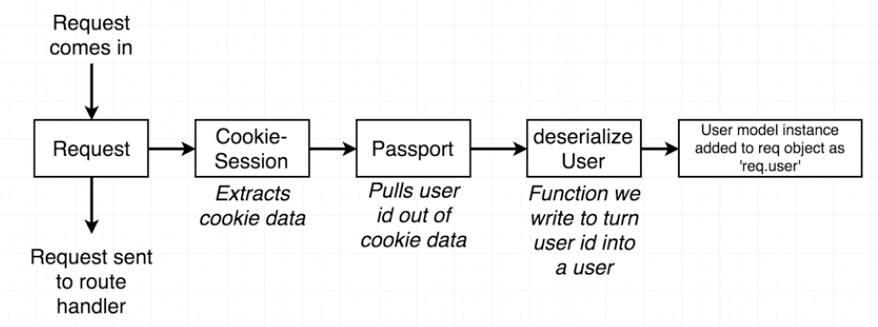 Request
comes in
Request
Cookie-
Session
Passport
deserialize
User
User model instance
added to req object as
'req.user'
Extracts
cookie data
Pulls user
id out of
cookie data
Function we
write to turn
user id into
a user
Request sent
to route
handler